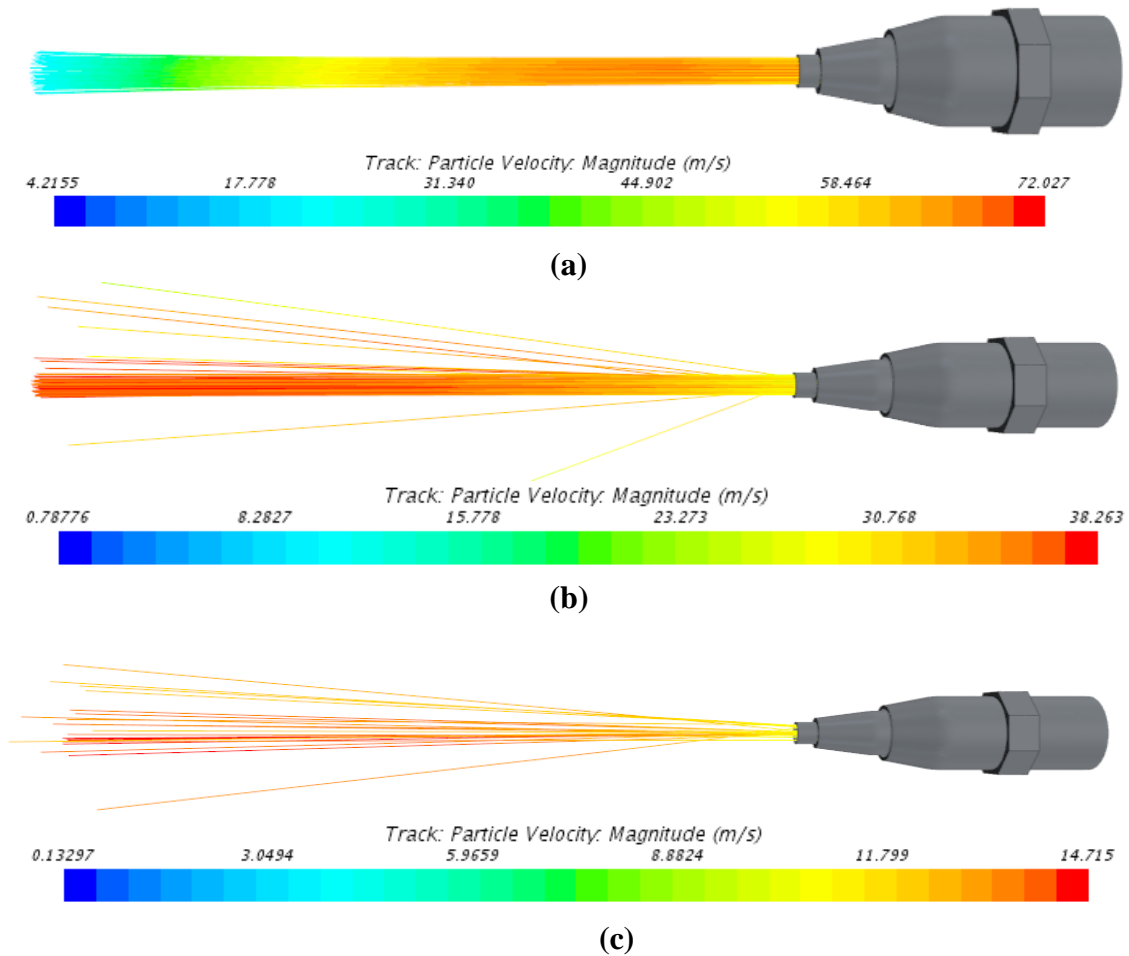 Track: Particle Velocity: Magnitude (m/s)
4.2155 17.778 31.340 44.902 58.464 72.027
(a)
Track: Particle Velocity: Magnitude (m/s)
0.78776 8.2827 15.778 23.273 30.768 38.263
(b)
Track: Particle Velocity: Magnitude (m/s)
0.13297 3.0494 5.9659 8.8824 11.799 14.715
(c)